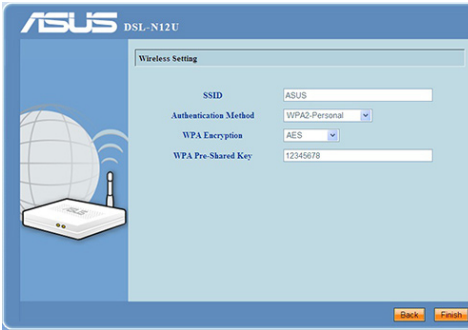 ASUS DSL-N12U
Wireless Setting
SSID ASUS
Authentication Method WPA2-Personal
WPA Encryption AES
WPA Pre-Shared Key 12345678
Back Finish